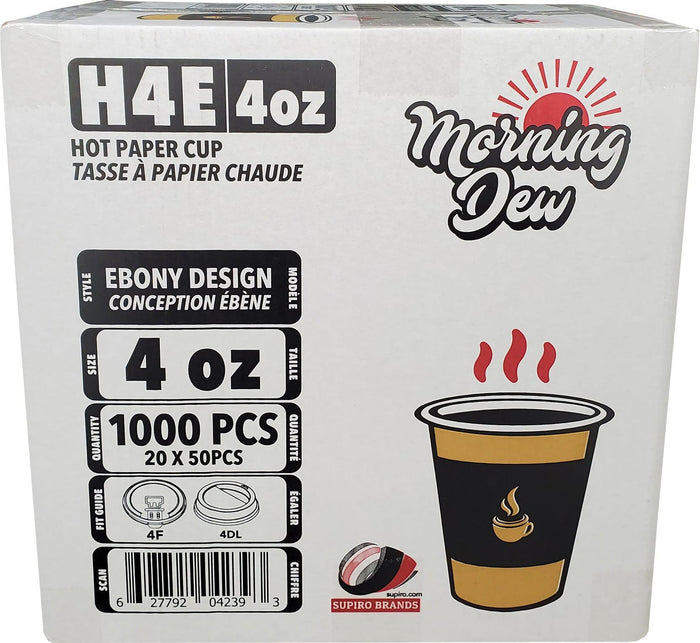 H4E 4oz
HOT PAPER CUP
TASSE À PAPIER CHAUDE
Morning
Dew
STYLE
EBONY DESIGN
CONCEPTION ÉBÈNE
MODÈLE
SIZE
4 oz
TAILLE
QUANTITY
1000 PCS
20 X 50PCS
QUANTITÉ
FIT GUIDE
4F 4DL
ÉGALER
SCAN
6 27792 04239 3
CHIFFRE
supiro.com
SUPIRO BRANDS